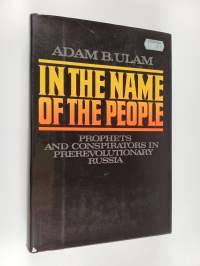 ADAM B. ULAM
IN THE NAME
OF THE PEOPLE
PROPHETS
AND CONSPIRATORS IN
PREREVOLUTIONARY
RUSSIA